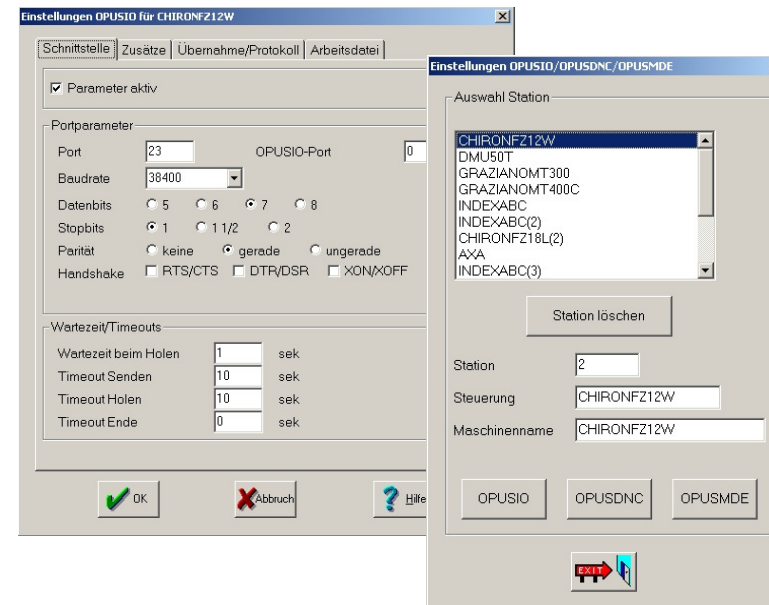 Einstellungen OPUSIO für CHIRONFZ12W
Schnittstelle Zusätze Übernahme/Protokoll Arbeitsdatei
Parameter aktiv
Portparameter
Port 23 OPUSIO-Port 0
Baudrate 38400
Datenbits 5 6 7 8
Stopbits 1 1 1/2 2
Parität keine gerade ungerade
Handshake RTS/CTS DTR/DSR XON/XOFF
Wartezeit/Timeouts
Wartezeit beim Holen 1 sek
Timeout Senden 10 sek
Timeout Holen 10 sek
Timeout Ende 0 sek
OK Abbruch Hilfe
Einstellungen OPUSIO/OPUSDNC/OPUSMDE
Auswahl Station
CHIRONFZ12W
DMU50T
GRAZIANOMT300
GRAZIANOMT400C
INDEXABC
INDEXABC(2)
CHIRONFZ18L(2)
AXA
INDEXABC(3)
Station löschen
Station 2
Steuerung CHIRONFZ12W
Maschinenname CHIRONFZ12W
OPUSIO OPUSDNC OPUSMDE
EXIT